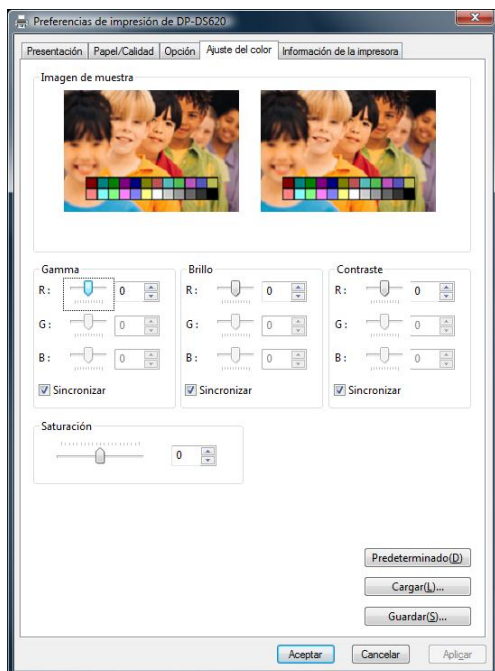 Preferencias de impresión de DP-DS620
Presentación Papel/Calidad Opción Ajuste del color Información de la impresora
Imagen de muestra
Gamma Brillo Contraste
R: 0 R: 0 R: 0
G: 0 G: 0 G: 0
B: 0 B: 0 B: 0
Sincronizar Sincronizar Sincronizar
Saturación
0
Predeterminado(D)
Cargar(L)...
Guardar(S)...
Aceptar Cancelar Aplicar